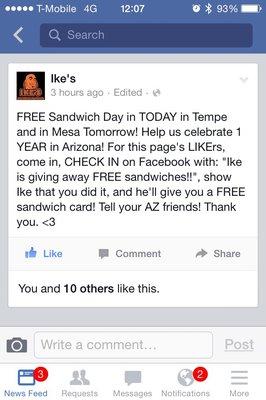 T-Mobile 4G 12:07 93%
Search
IKE'S
Ike's
3 hours ago · Edited ·
FREE Sandwich Day in TODAY in Tempe
and in Mesa Tomorrow! Help us celebrate 1
YEAR in Arizona! For this page's LIKErs,
come in, CHECK IN on Facebook with: "Ike
is giving away FREE sandwiches!!", show
Ike that you did it, and he'll give you a FREE
sandwich card! Tell your AZ friends! Thank
you. <3
Like Comment Share
You and 10 others like this.
Write a comment… Post
3 2
News Feed Requests Messages Notifications More